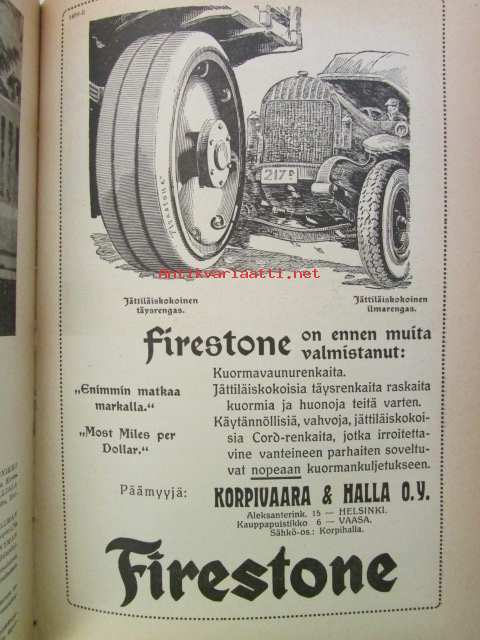 FIRESTONE
217
Antikvariaatti.net
Jättiläiskokoinen täysrengas.
Jättiläiskokoinen ilmarengas.
Firestone on ennen muita valmistanut:
„Enimmin matkaa
markalla.“
„Most Miles per
Dollar.“
Kuormavaunurenkaita.
Jättiläiskokoisia täysrenkaita raskaita
kuormia ja huonoja teitä varten.
Käytännöllisiä, vahvoja, jättiläiskokoi-
sia Cord-renkaita, jotka irroitetta-
vine vanteineen parhaiten soveltu-
vat nopeaan kuormankuljetukseen.
Päämyyjä: KORPIVAARA & HALLA O.Y.
Aleksanterink. 15 — HELSINKI.
Kauppapuistikko 6 — VAASA.
Sähkö-os.: Korpihalla.
Firestone